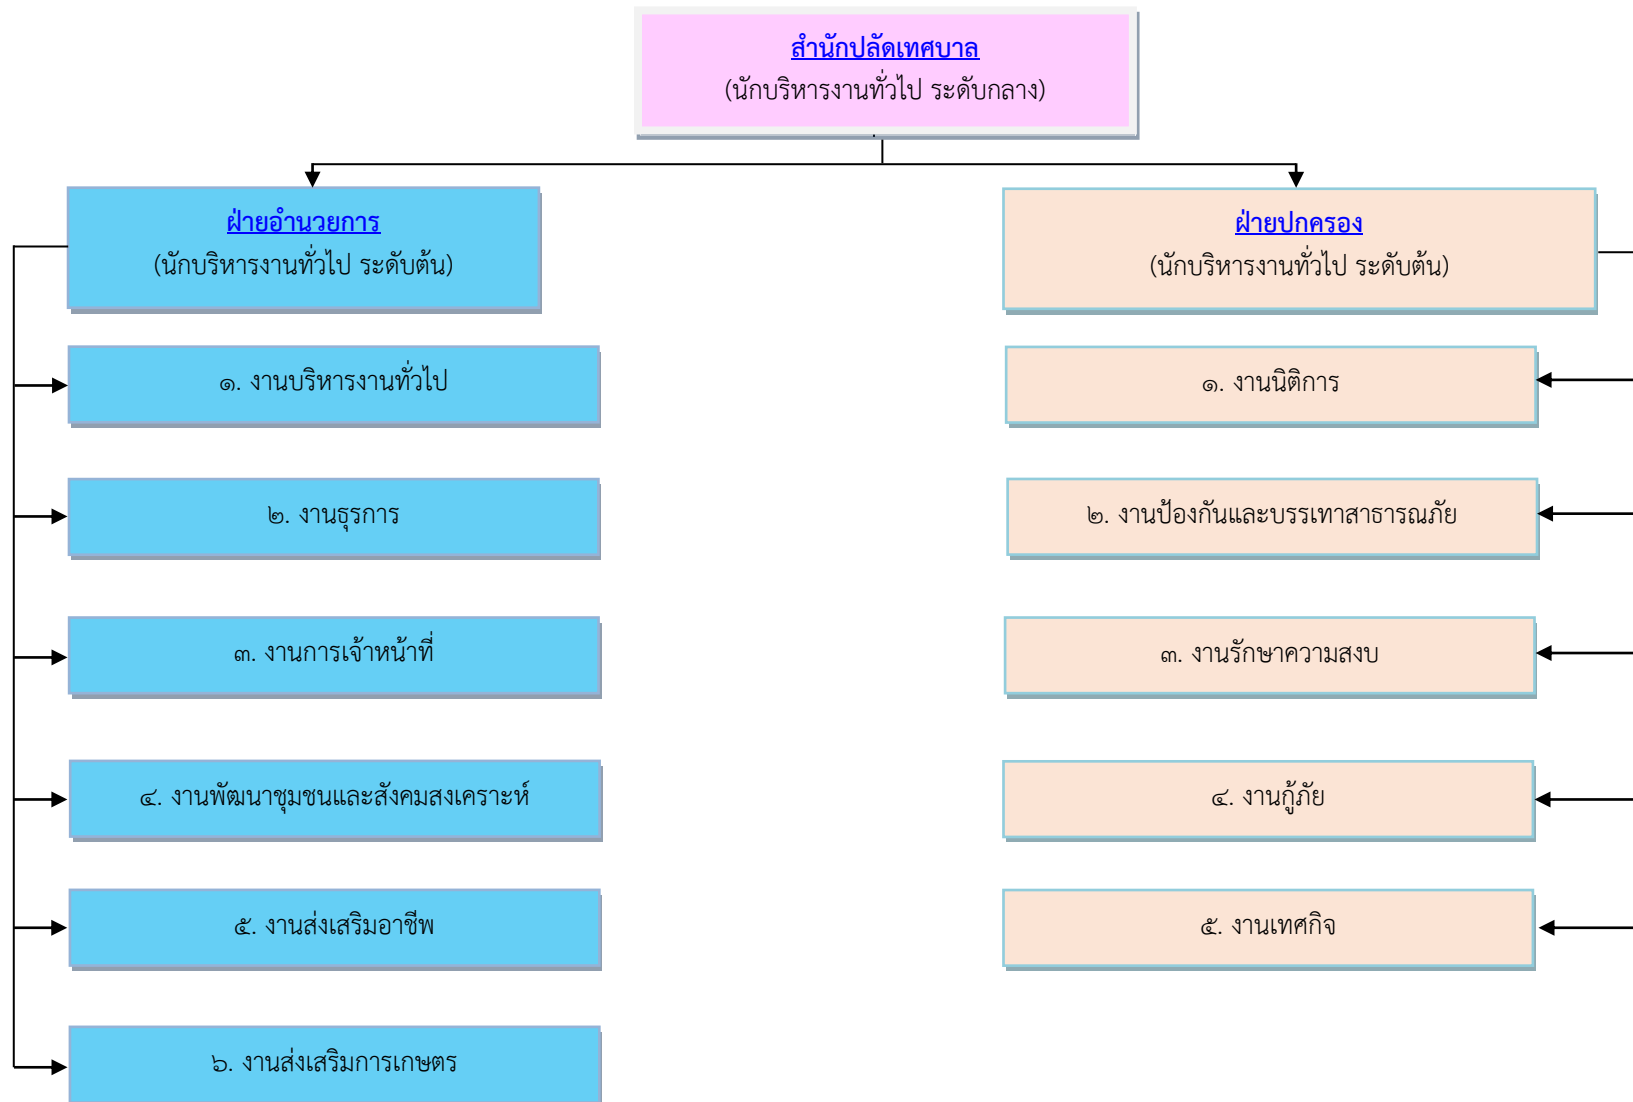 สำนักปลัดเทศบาล
(นักบริหารงานทั่วไป ระดับกลาง)
ฝ่ายอำนวยการ
(นักบริหารงานทั่วไป ระดับต้น)
๑. งานบริหารงานทั่วไป
๒. งานธุรการ
๓. งานการเจ้าหน้าที่
๔. งานพัฒนาชุมชนและสังคมสงเคราะห์
๕. งานส่งเสริมอาชีพ
๖. งานส่งเสริมการเกษตร
ฝ่ายปกครอง
(นักบริหารงานทั่วไป ระดับต้น)
๑. งานนิติการ
๒. งานป้องกันและบรรเทาสาธารณภัย
๓. งานรักษาความสงบ
๔. งานกู้ภัย
๕. งานเทศกิจ